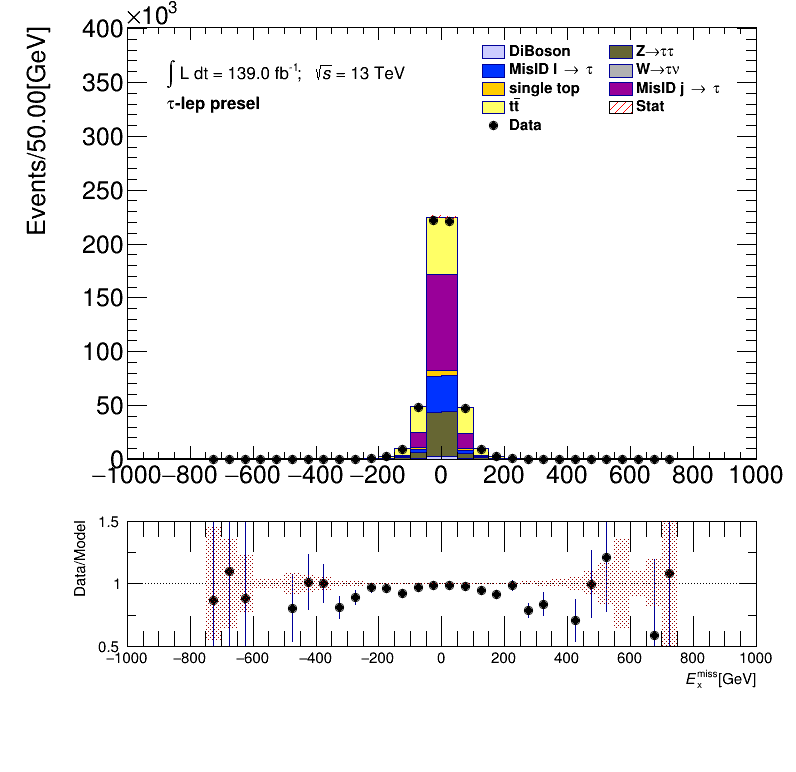 ×10³
400
350
300
250
200
150
100
50
0
Events/50.00[GeV]
∫ L dt = 139.0 fb⁻¹; √s = 13 TeV
τ-lep presel
DiBoson
MisID l → τ
single top
tt̄
Data
Z→ττ
W→τν
MisID j → τ
Stat
−1000 −800 −600 −400 −200 0 200 400 600 800 1000
1.5
1
0.5
Data/Model
−1000 −800 −600 −400 −200 0 200 400 600 800 1000
E_x^miss[GeV]